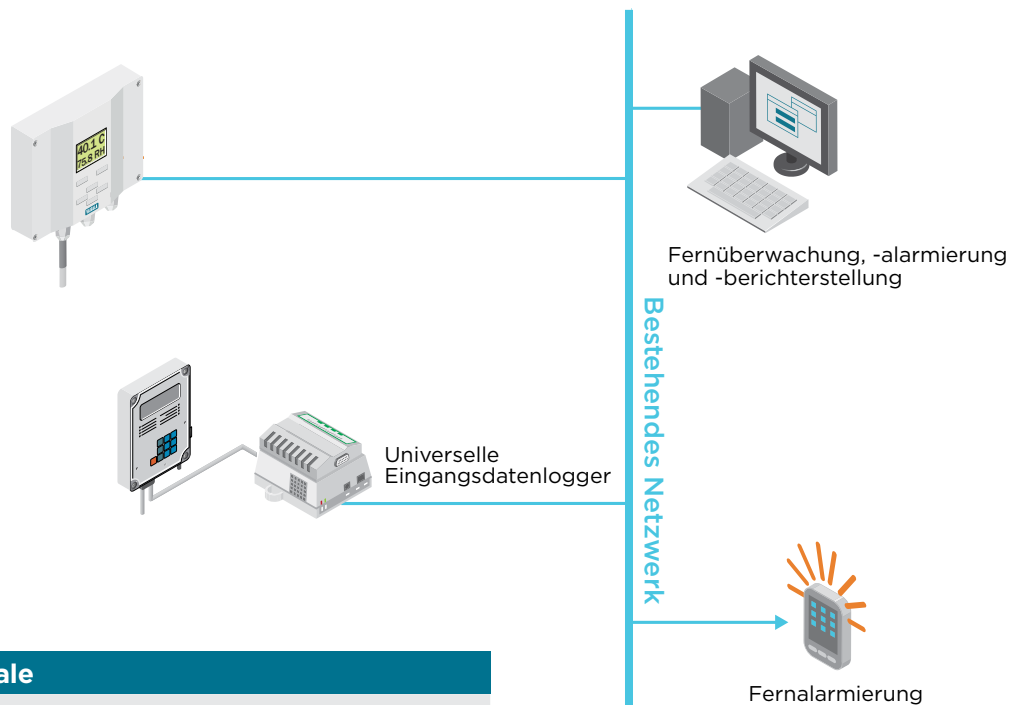 40.1 C
75.8 RH
Fernüberwachung, -alarmierung
und -berichterstellung
Bestehendes Netzwerk
Universelle
Eingangsdatenlogger
ale
Fernalarmierung